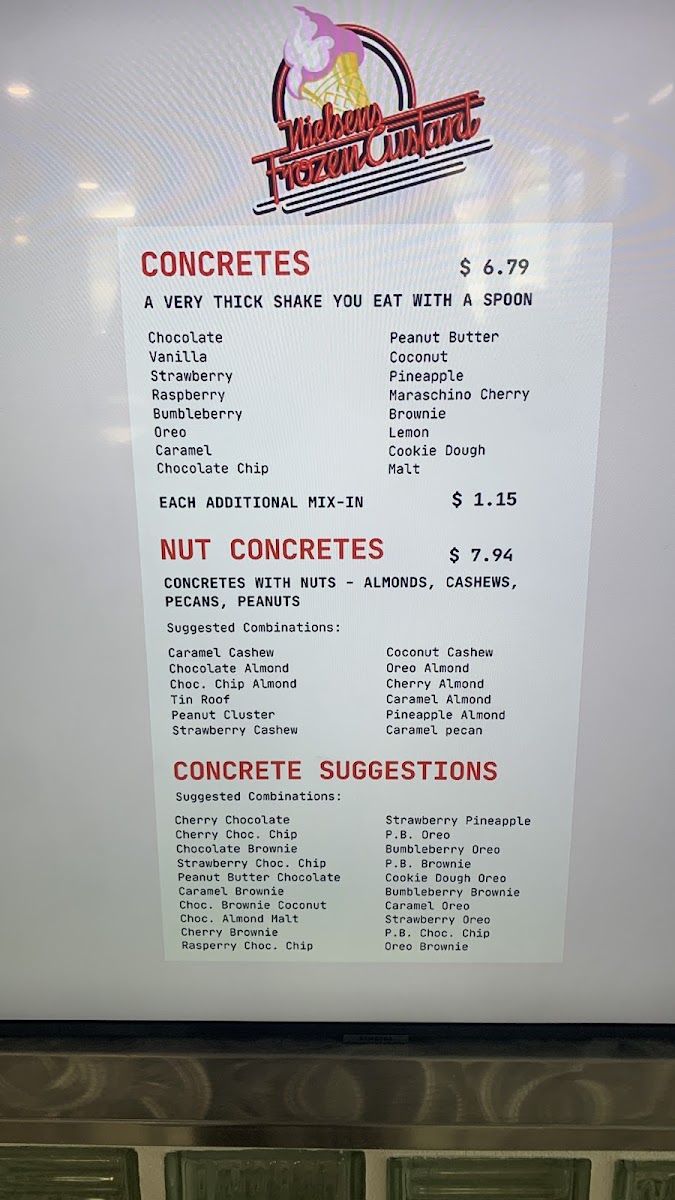 Nielsens
Frozen Custard
CONCRETES $ 6.79
A VERY THICK SHAKE YOU EAT WITH A SPOON
Chocolate
Vanilla
Strawberry
Raspberry
Bumbleberry
Oreo
Caramel
Chocolate Chip
Peanut Butter
Coconut
Pineapple
Maraschino Cherry
Brownie
Lemon
Cookie Dough
Malt
EACH ADDITIONAL MIX-IN $ 1.15
NUT CONCRETES $ 7.94
CONCRETES WITH NUTS - ALMONDS, CASHEWS,
PECANS, PEANUTS
Suggested Combinations:
Caramel Cashew
Chocolate Almond
Choc. Chip Almond
Tin Roof
Peanut Cluster
Strawberry Cashew
Coconut Cashew
Oreo Almond
Cherry Almond
Caramel Almond
Pineapple Almond
Caramel pecan
CONCRETE SUGGESTIONS
Suggested Combinations:
Cherry Chocolate
Cherry Choc. Chip
Chocolate Brownie
Strawberry Choc. Chip
Peanut Butter Chocolate
Caramel Brownie
Choc. Brownie Coconut
Choc. Almond Malt
Cherry Brownie
Rasperry Choc. Chip
Strawberry Pineapple
P.B. Oreo
Bumbleberry Oreo
P.B. Brownie
Cookie Dough Oreo
Bumbleberry Brownie
Caramel Oreo
Strawberry Oreo
P.B. Choc. Chip
Oreo Brownie